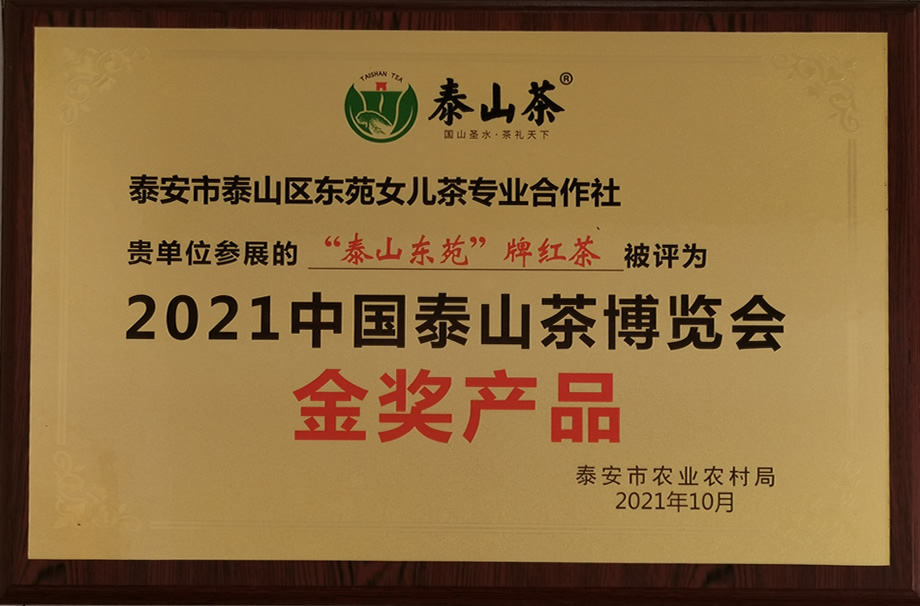 TAISHAN TEA
泰山茶®
国山圣水·茶礼天下
泰安市泰山区东苑女儿茶专业合作社
贵单位参展的 “泰山东苑”牌红茶 被评为
2021中国泰山茶博览会
金奖产品
泰安市农业农村局
2021年10月